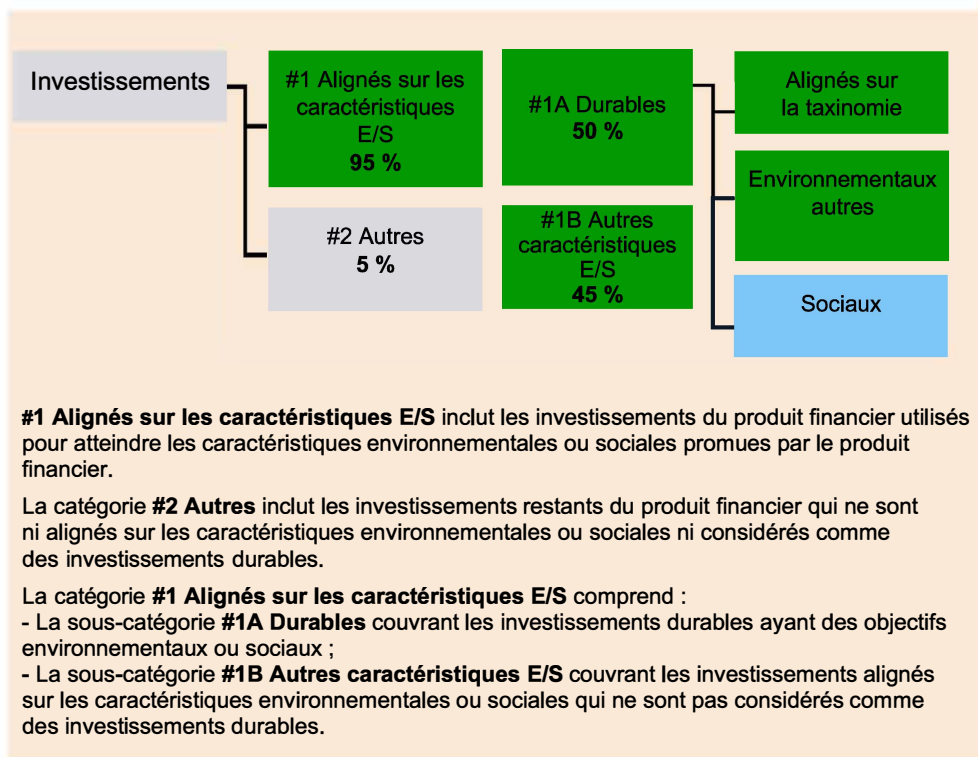 Investissements
#1 Alignés sur les
caractéristiques
E/S
95 %
#2 Autres
5 %
#1A Durables
50 %
#1B Autres
caractéristiques
E/S
45 %
Alignés sur
la taxinomie
Environnementaux
autres
Sociaux
#1 Alignés sur les caractéristiques E/S inclut les investissements du produit financier utilisés
pour atteindre les caractéristiques environnementales ou sociales promues par le produit
financier.
La catégorie #2 Autres inclut les investissements restants du produit financier qui ne sont
ni alignés sur les caractéristiques environnementales ou sociales ni considérés comme
des investissements durables.
La catégorie #1 Alignés sur les caractéristiques E/S comprend :
- La sous-catégorie #1A Durables couvrant les investissements durables ayant des objectifs
environnementaux ou sociaux ;
- La sous-catégorie #1B Autres caractéristiques E/S couvrant les investissements alignés
sur les caractéristiques environnementales ou sociales qui ne sont pas considérés comme
des investissements durables.